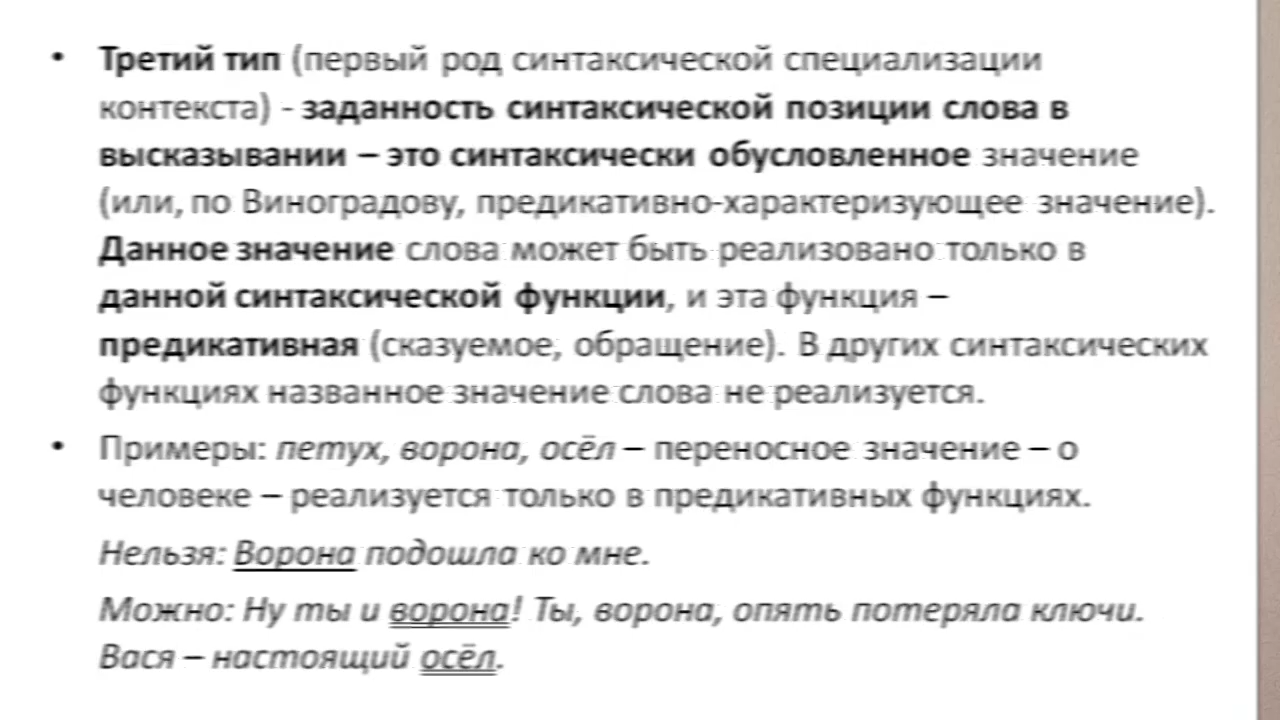 • Третий тип (первый род синтаксической специализации
контекста) - заданность синтаксической позиции слова в
высказывании – это синтаксически обусловленное значение
(или, по Виноградову, предикативно-характеризующее значение).
Данное значение слова может быть реализовано только в
данной синтаксической функции, и эта функция –
предикативная (сказуемое, обращение). В других синтаксических
функциях названное значение слова не реализуется.
• Примеры: петух, ворона, осёл – переносное значение – о
человеке – реализуется только в предикативных функциях.
Нельзя: Ворона подошла ко мне.
Можно: Ну ты и ворона! Ты, ворона, опять потеряла ключи.
Вася – настоящий осёл.